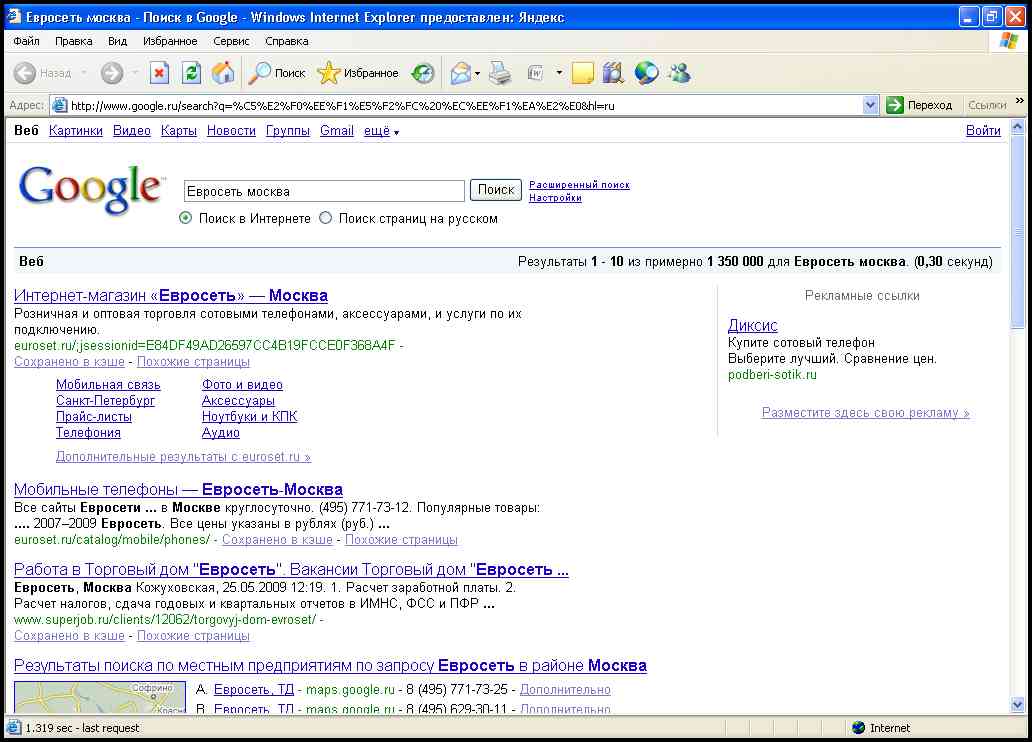 Евросеть москва - Поиск в Google - Windows Internet Explorer предоставлен: Яндекс
Файл Правка Вид Избранное Сервис Справка
Назад Поиск Избранное
Адрес: http://www.google.ru/search?q=%C5%E2%F0%EE%F1%E5%F2%FC%20%EC%EE%F1%EA%E2%E0&hl=ru Переход Ссылки »
Веб Картинки Видео Карты Новости Группы Gmail ещё Войти
Google™ Евросеть москва Поиск Расширенный поиск
Настройки
Поиск в Интернете Поиск страниц на русском
Веб Результаты 1 - 10 из примерно 1 350 000 для Евросеть москва. (0,30 секунд)
Интернет-магазин «Евросеть» — Москва
Розничная и оптовая торговля сотовыми телефонами, аксессуарами, и услуги по их
подключению.
euroset.ru/;jsessionid=E84DF49AD26597CC4B19FCCE0F368A4F -
Сохранено в кэше - Похожие страницы
Мобильная связь Фото и видео
Санкт-Петербург Аксессуары
Прайс-листы Ноутбуки и КПК
Телефония Аудио
Дополнительные результаты с euroset.ru »
Мобильные телефоны — Евросеть-Москва
Все сайты Евросети ... в Москве круглосуточно. (495) 771-73-12. Популярные товары:
.... 2007–2009 Евросеть. Все цены указаны в рублях (руб.) ...
euroset.ru/catalog/mobile/phones/ - Сохранено в кэше - Похожие страницы
Работа в Торговый дом "Евросеть". Вакансии Торговый дом "Евросеть ...
Евросеть, Москва Кожуховская, 25.05.2009 12:19. 1. Расчет заработной платы. 2.
Расчет налогов, сдача годовых и квартальных отчетов в ИМНС, ФСС и ПФР ...
www.superjob.ru/clients/12062/torgovyj-dom-evroset/ -
Сохранено в кэше - Похожие страницы
Результаты поиска по местным предприятиям по запросу Евросеть в районе Москва
Софрино
A. Евросеть, ТД - maps.google.ru - 8 (495) 771-73-25 - Дополнительно
B. Евросеть, ТД - maps.google.ru - 8 (495) 629-30-11 - Дополнительно
Рекламные ссылки
Диксис
Купите сотовый телефон
Выберите лучший. Сравнение цен.
podberi-sotik.ru
Разместите здесь свою рекламу »
1.319 sec - last request Internet